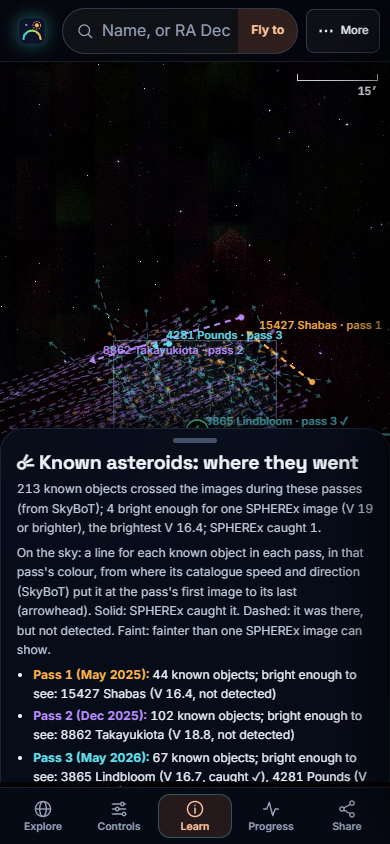 Name, or RA Dec
Fly to
··· More
15′
15427 Shabas · pass 1
4281 Pounds · pass 3
8862 Takayukiota · pass 2
3865 Lindbloom · pass 3 ✓
Known asteroids: where they went
213 known objects crossed the images during these passes
(from SkyBoT); 4 bright enough for one SPHEREx image (V 19
or brighter), the brightest V 16.4; SPHEREx caught 1.
On the sky: a line for each known object in each pass, in that
pass's colour, from where its catalogue speed and direction
(SkyBoT) put it at the pass's first image to its last
(arrowhead). Solid: SPHEREx caught it. Dashed: it was there,
but not detected. Faint: fainter than one SPHEREx image can
show.
• Pass 1 (May 2025): 44 known objects; bright enough to
see: 15427 Shabas (V 16.4, not detected)
• Pass 2 (Dec 2025): 102 known objects; bright enough to
see: 8862 Takayukiota (V 18.8, not detected)
• Pass 3 (May 2026): 67 known objects; bright enough to
see: 3865 Lindbloom (V 16.7, caught ✓), 4281 Pounds (V
Explore
Controls
Learn
Progress
Share